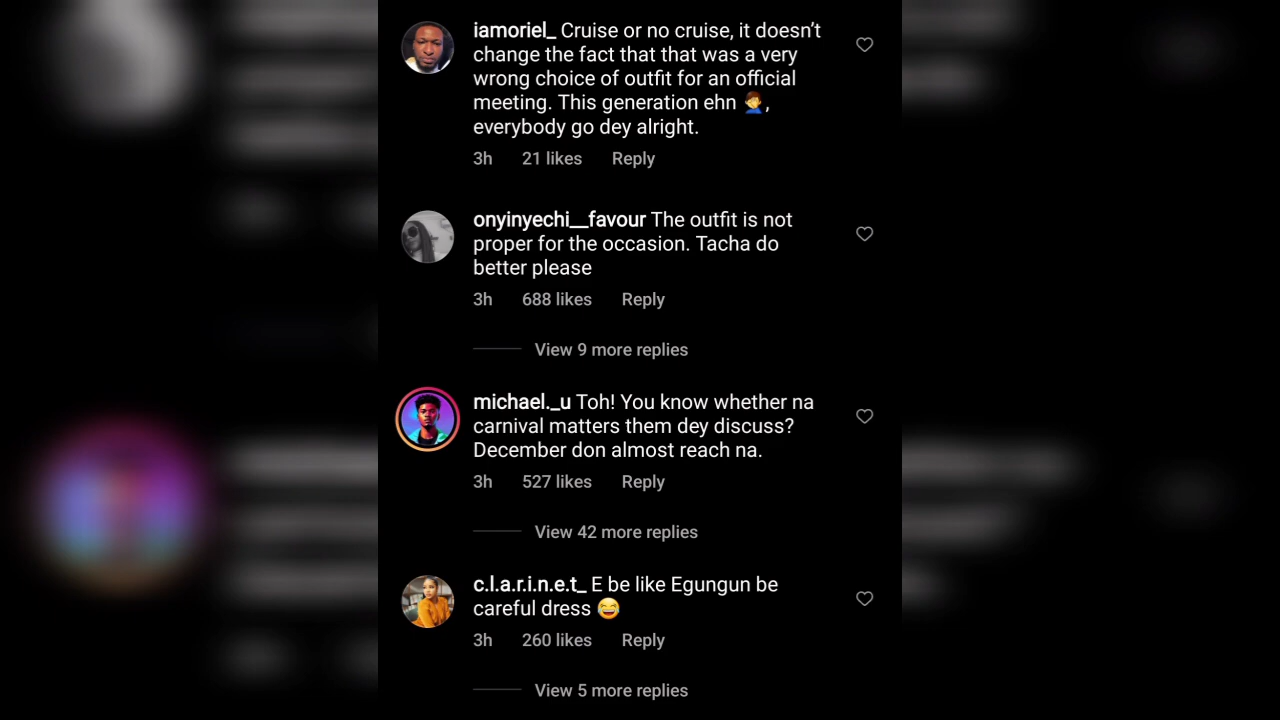 iamoriel_ Cruise or no cruise, it doesn’t
change the fact that that was a very
wrong choice of outfit for an official
meeting. This generation ehn 🤦‍♂️,
everybody go dey alright.
3h 21 likes Reply
onyinyechi__favour The outfit is not
proper for the occasion. Tacha do
better please
3h 688 likes Reply
View 9 more replies
michael._u Toh! You know whether na
carnival matters them dey discuss?
December don almost reach na.
3h 527 likes Reply
View 42 more replies
c.l.a.r.i.n.e.t_ E be like Egungun be
careful dress 😂
3h 260 likes Reply
View 5 more replies